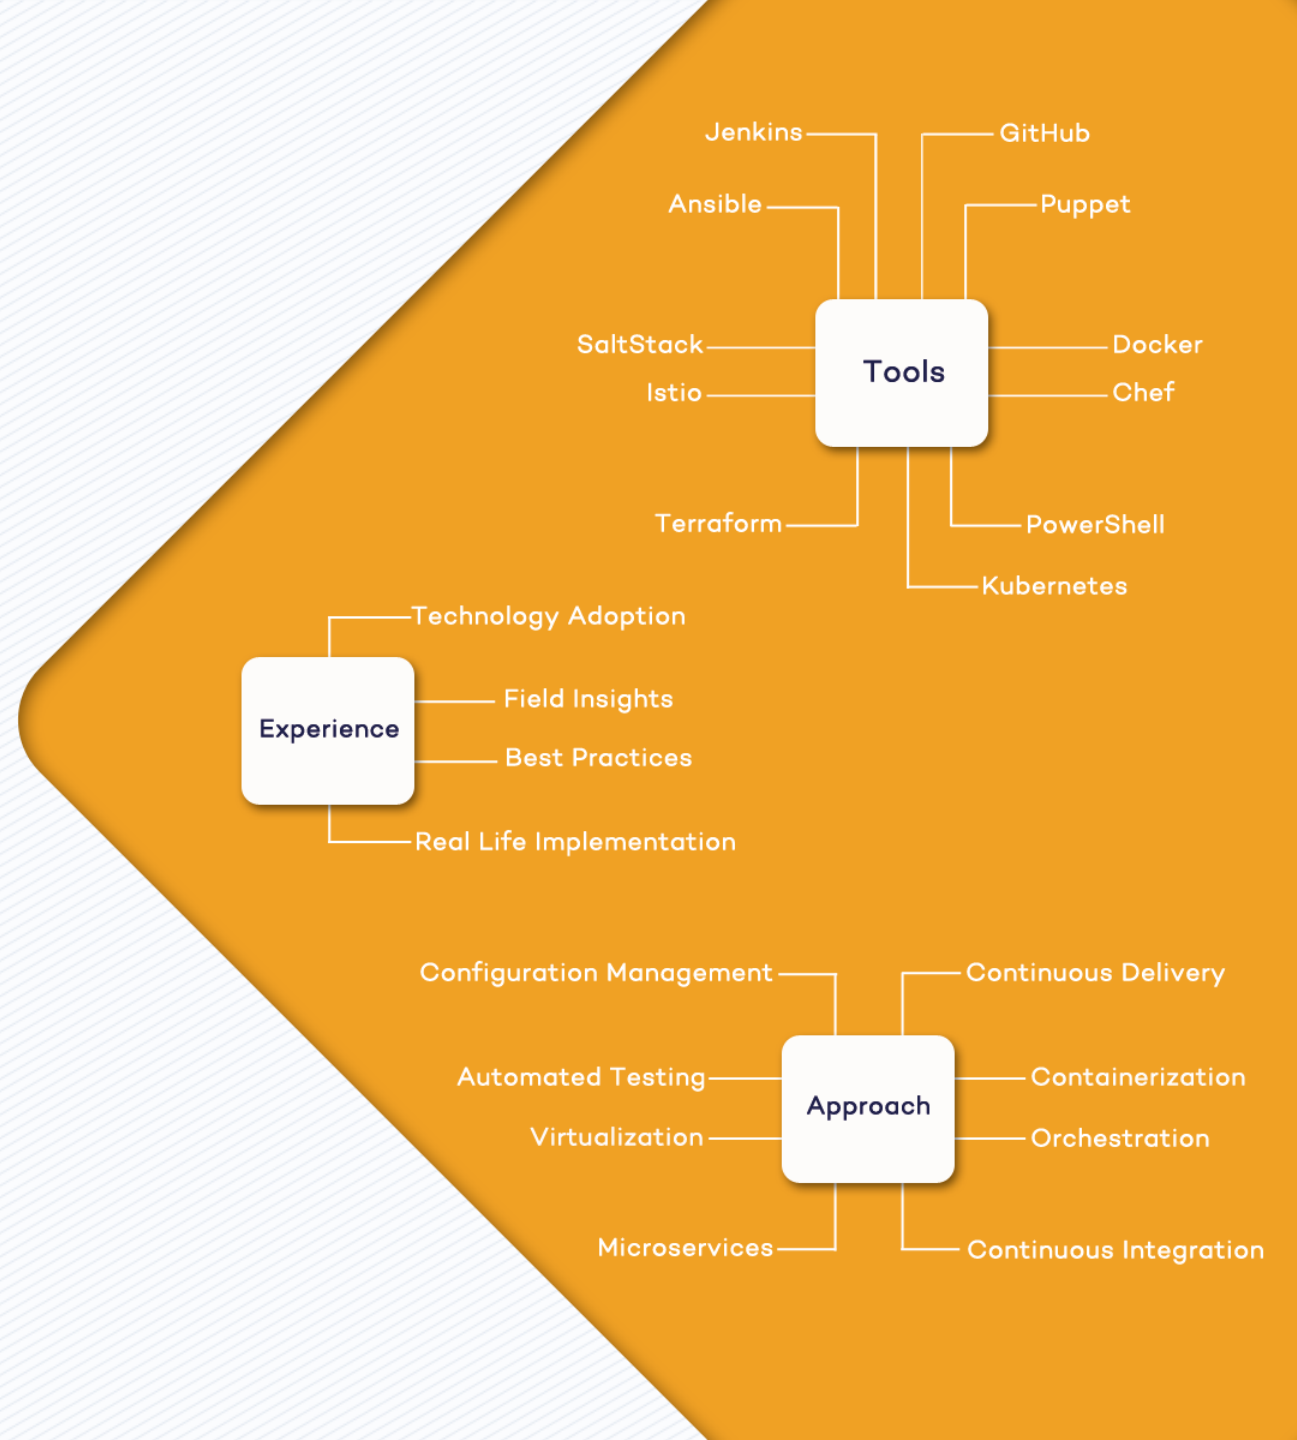 Jenkins
GitHub
Ansible
Puppet
SaltStack
Docker
Tools
Istio
Chef
Terraform
PowerShell
Kubernetes
Technology Adoption
Field Insights
Experience
Best Practices
Real Life Implementation
Configuration Management
Continuous Delivery
Automated Testing
Containerization
Approach
Virtualization
Orchestration
Microservices
Continuous Integration